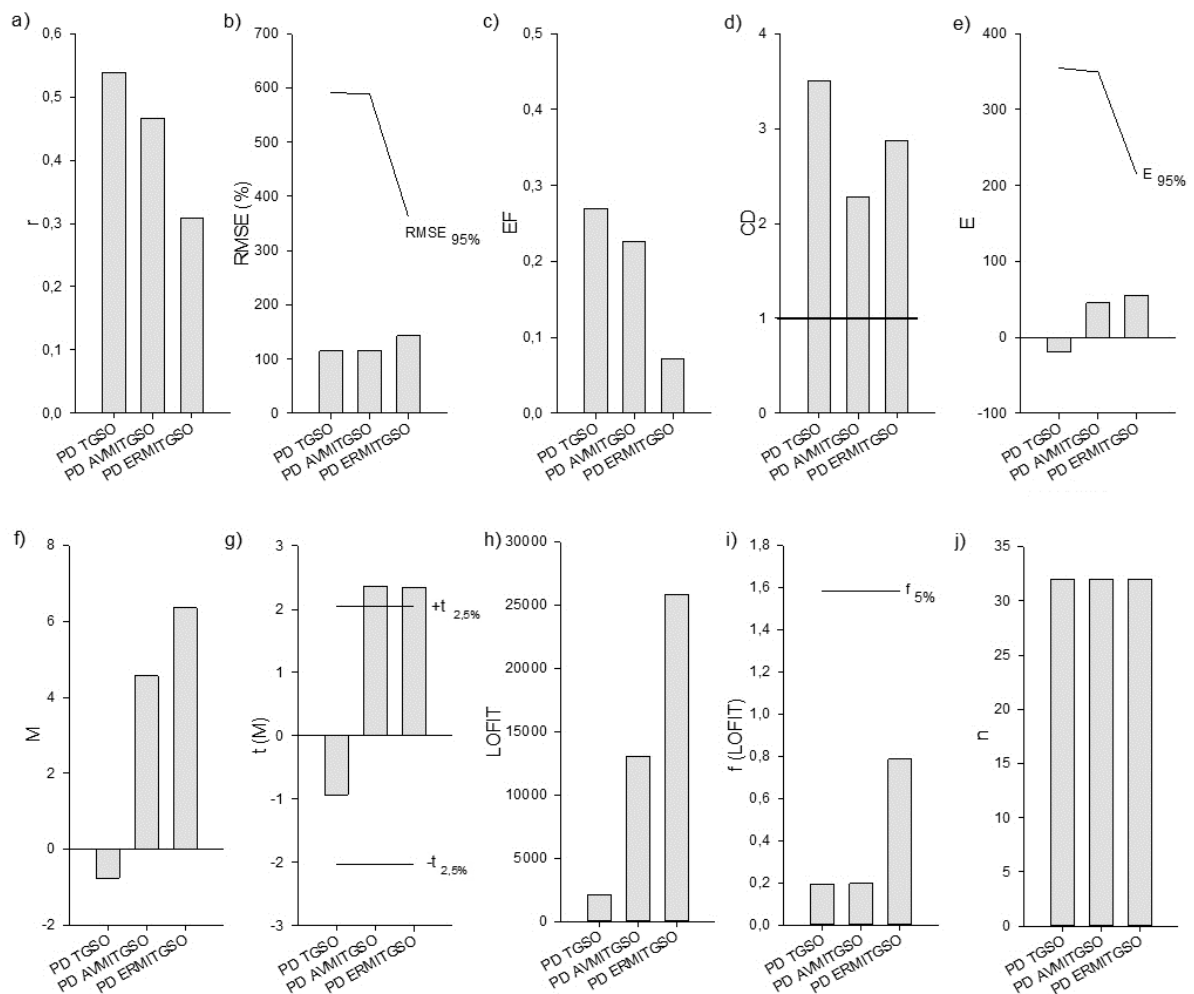 a)
0,6
0,5
0,4
0,3
0,2
0,1
0,0
r
PD TGSO
PD AVMITGSO
PD ERMITGSO
b)
700
600
500
400
300
200
100
0
RMSE (%)
RMSE 95%
PD TGSO
PD AVMITGSO
PD ERMITGSO
c)
0,5
0,4
0,3
0,2
0,1
0,0
EF
PD TGSO
PD AVMITGSO
PD ERMITGSO
d)
4
3
2
1
0
CD
PD TGSO
PD AVMITGSO
PD ERMITGSO
e)
400
300
200
100
0
-100
E
E 95%
PD TGSO
PD AVMITGSO
PD ERMITGSO
f)
8
6
4
2
0
-2
M
PD TGSO
PD AVMITGSO
PD ERMITGSO
g)
3
2
1
0
-1
-2
-3
t (M)
+t 2,5%
-t 2,5%
PD TGSO
PD AVMITGSO
PD ERMITGSO
h)
30000
25000
20000
15000
10000
5000
0
LOFIT
PD TGSO
PD AVMITGSO
PD ERMITGSO
i)
1,8
1,6
1,4
1,2
1,0
0,8
0,6
0,4
0,2
0,0
f (LOFIT)
f 5%
PD TGSO
PD AVMITGSO
PD ERMITGSO
j)
35
30
25
20
15
10
5
0
n
PD TGSO
PD AVMITGSO
PD ERMITGSO